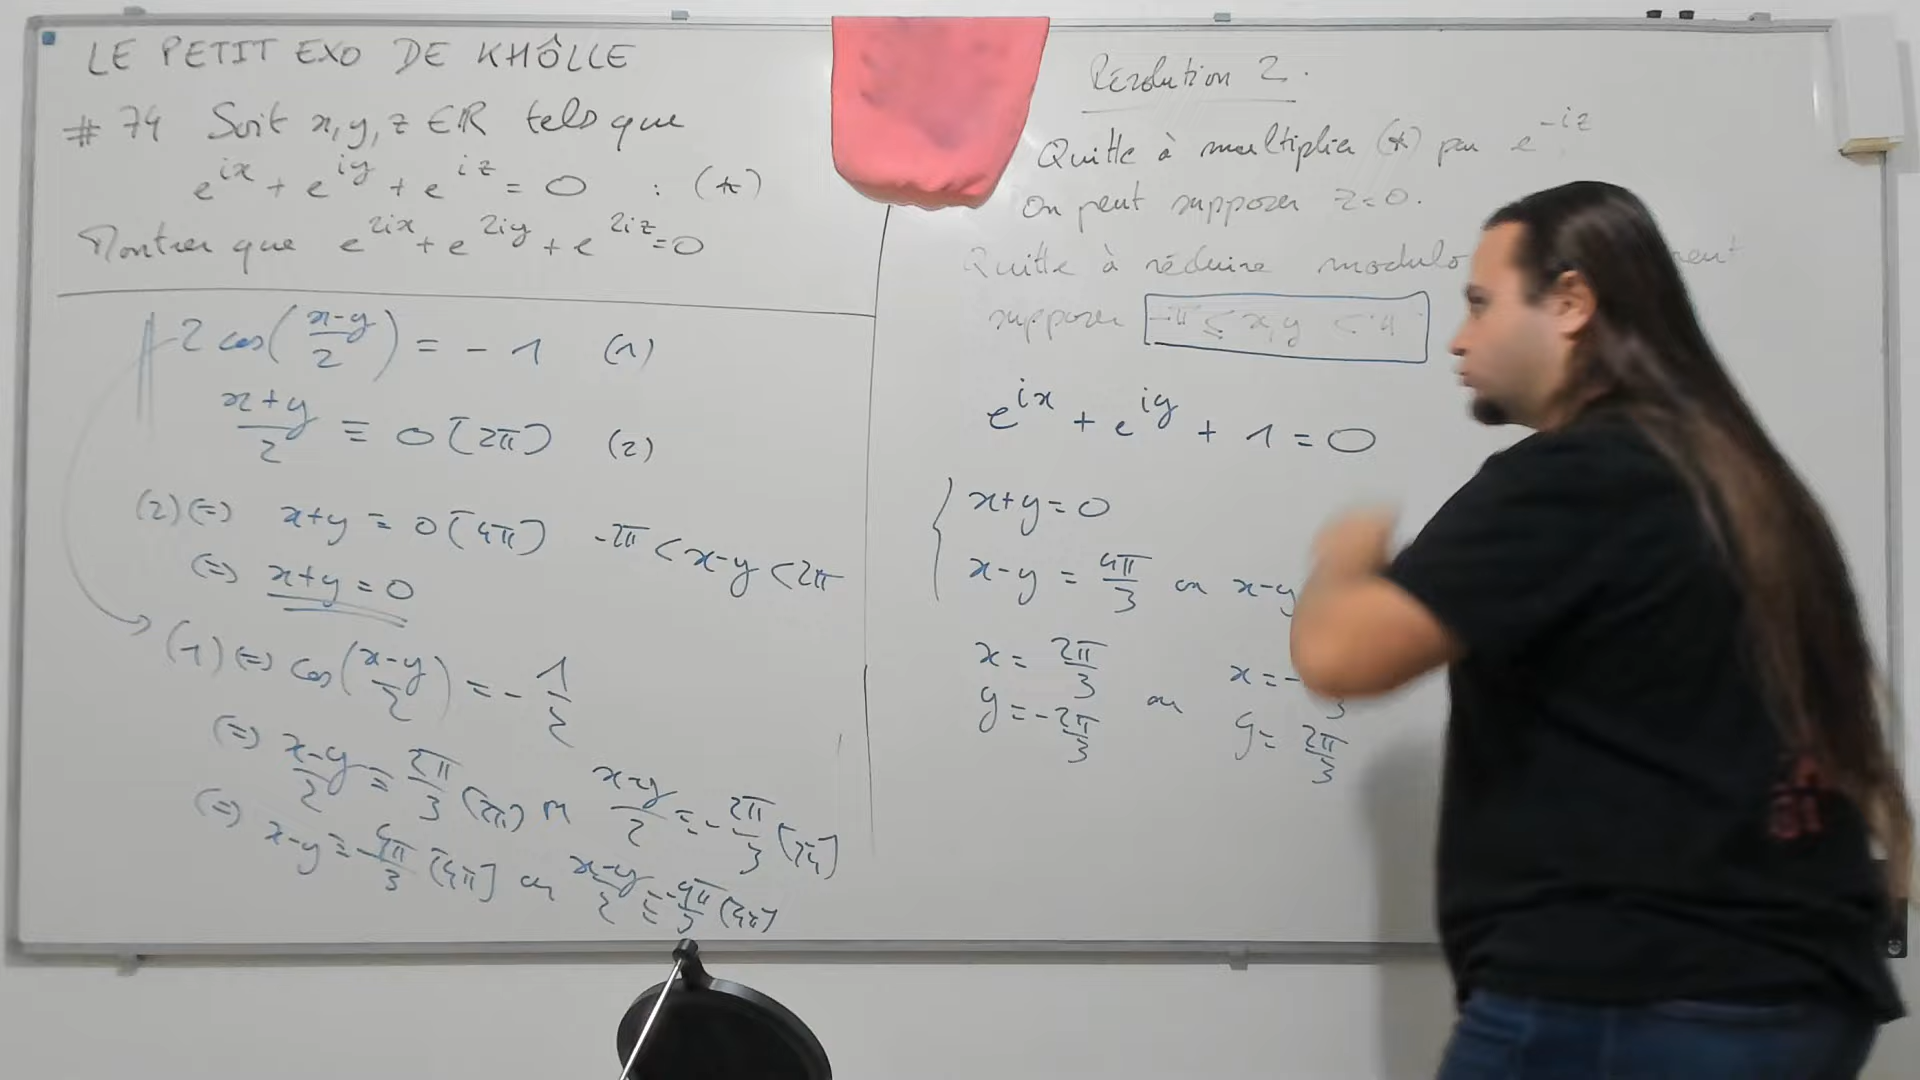 LE PETIT EXO DE KHÔLLE
# 74 Soit x, y, z ∈ ℝ tels que
e^{ix} + e^{iy} + e^{iz} = 0 : (*)
Montrer que e^{2ix} + e^{2iy} + e^{2iz} = 0
2 cos((x-y)/2) = -1 (1)
(x+y)/2 ≡ 0 [2π] (2)
(2) (=) x+y ≡ 0 [4π] -2π < x-y < 2π
(=) x+y = 0
(1) (=) cos((x-y)/2) = -1/2
(=) (x-y)/2 ≡ 2π/3 [2π] ou (x-y)/2 ≡ -2π/3 [2π]
(=) x-y ≡ 4π/3 [4π] ou (x-y)/2 ≡ -4π/3 [4π]
Résolution 2.
Quitte à multiplier (*) par e^{-iz}
On peut supposer z=0.
Quitte à réduire modulo
supposer -π ≤ x,y ≤ π.
e^{ix} + e^{iy} + 1 = 0
x+y = 0
x-y = 4π/3 ou x-y
x = 2π/3
y = -2π/3
ou
x = - 3
y = 2π/3